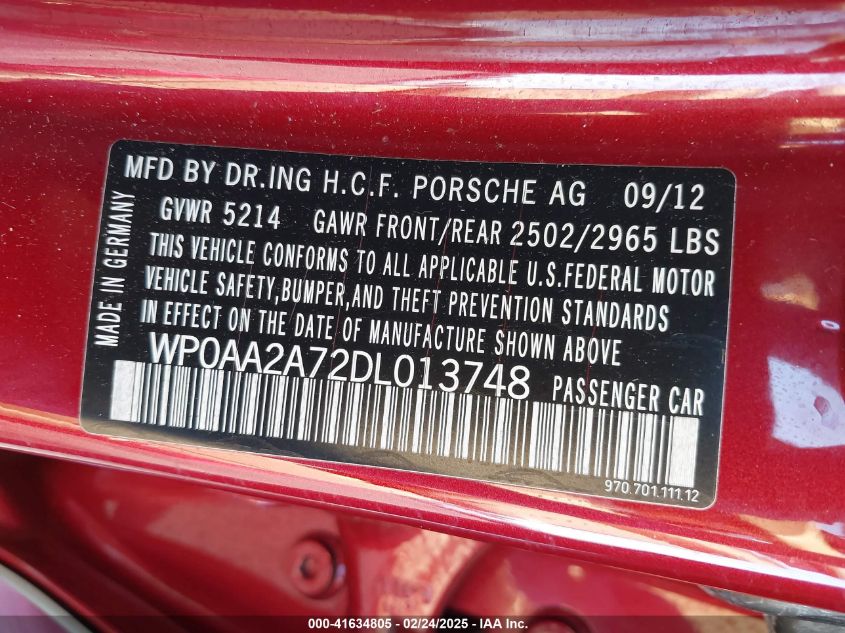 MFD BY DR.ING H.C.F. PORSCHE AG 09/12
GVWR 5214 GAWR FRONT/REAR 2502/2965 LBS
THIS VEHICLE CONFORMS TO ALL APPLICABLE U.S.FEDERAL MOTOR
VEHICLE SAFETY,BUMPER,AND THEFT PREVENTION STANDARDS
IN EFFECT ON THE DATE OF MANUFACTURE SHOWN ABOVE
WP0AA2A72DL013748 PASSENGER CAR
MADE IN GERMANY
970.701.111.12
000-41634805 - 02/24/2025 - IAA Inc.